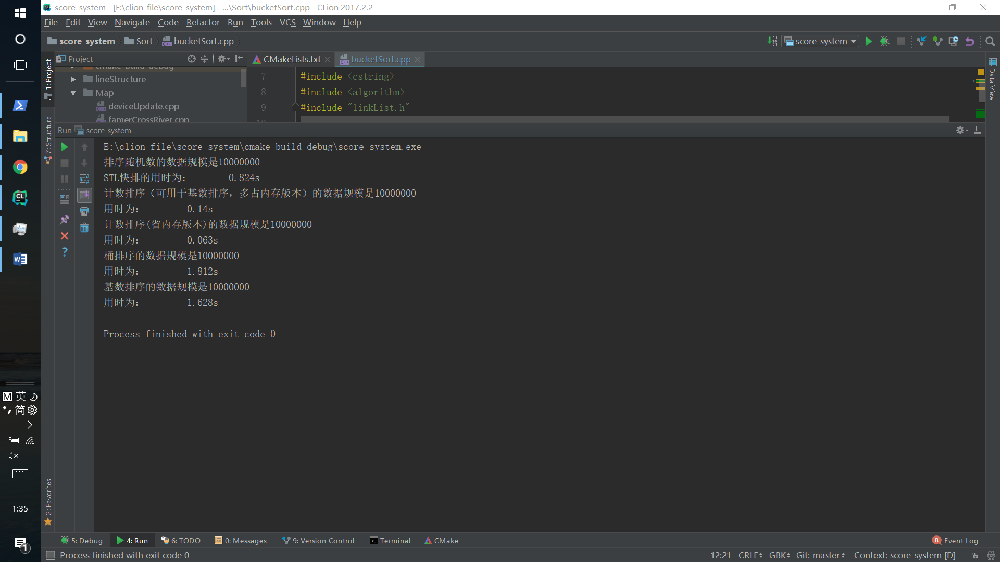 score_system - [E:\clion_file\score_system] - ...\Sort\bucketSort.cpp - CLion 2017.2.2
File Edit View Navigate Code Refactor Run Tools VCS Window Help
score_system Sort bucketSort.cpp
score_system
Project
CMakeLists.txt
bucketSort.cpp
1: Project
Z: Structure
2: Favorites
Data View
cmake-build-debug
lineStructure
Map
deviceUpdate.cpp
famerCrossRiver.cpp
7 #include <cstring>
8 #include <algorithm>
9 #include "linkList.h"
10
Run score_system
E:\clion_file\score_system\cmake-build-debug\score_system.exe
排序随机数的数据规模是10000000
STL快排的用时为: 0.824s
计数排序（可用于基数排序，多占内存版本）的数据规模是10000000
用时为: 0.14s
计数排序(省内存版本)的数据规模是10000000
用时为: 0.063s
桶排序的数据规模是10000000
用时为: 1.812s
基数排序的数据规模是10000000
用时为: 1.628s
Process finished with exit code 0
M 英
简
1:35
1
5: Debug 4: Run 6: TODO 0: Messages 9: Version Control Terminal CMake
8 Event Log
Process finished with exit code 0
12:21 CRLF GBK Git: master Context: score_system [D]